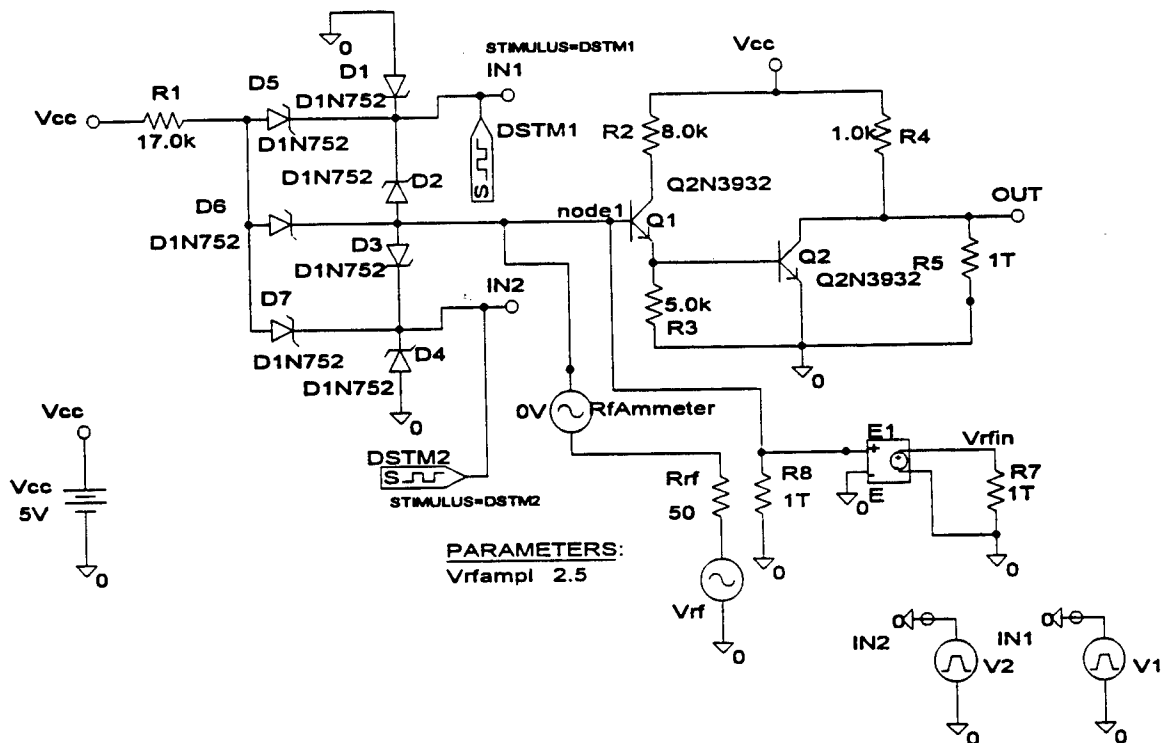 0
STIMULUS=DSTM1
D1
IN1
D1N752
Vcc
R1
17.0k
D5
D1N752
DSTM1
S
D1N752
D2
Vcc
R2
8.0k
1.0k
R4
Q2N3932
D6
D1N752
node1
Q1
OUT
D3
D1N752
Q2
Q2N3932
R5
1T
D7
D1N752
IN2
5.0k
R3
D4
D1N752
0
0
0V
RfAmmeter
Vcc
Vcc
5V
0
DSTM2
S
STIMULUS=DSTM2
Rrf
50
R8
1T
0
E1
+
-
E
0
Vrfin
R7
1T
0
PARAMETERS:
Vrfampl 2.5
Vrf
0
IN2
0
V2
0
IN1
0
V1
0